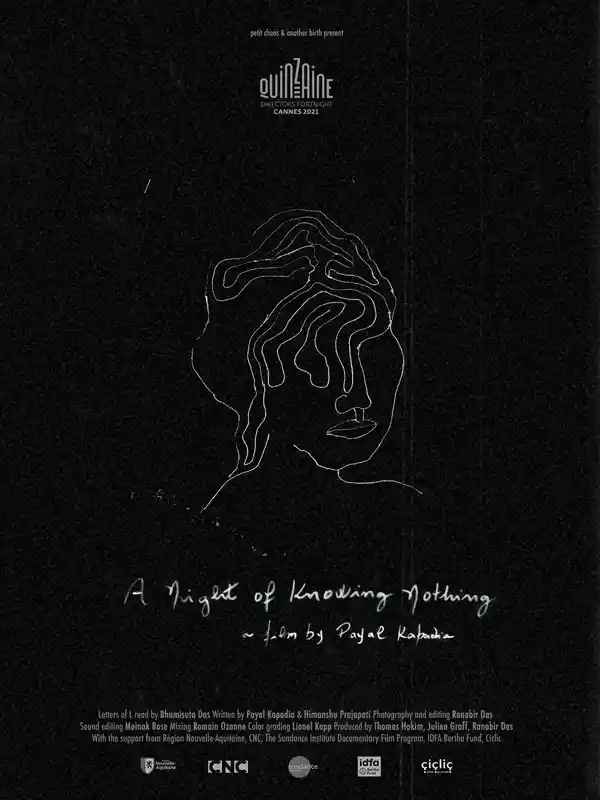 petit chaos & another birth present
QUINZAINE
DIRECTORS FORTNIGHT
CANNES 2021
A Night of Knowing Nothing
a film by Payal Kapadia
Letters of L read by Bhumisuta Das Written by Payal Kapadia & Himanshu Prajapati Photography and editing Ranabir Das
Sound editing Moinak Bose Mixing Romain Ozanne Color grading Lionel Kopp Produced by Thomas Hakim, Julien Graff, Ranabir Das
With the support from Région Nouvelle-Aquitaine, CNC, The Sundance Institute Documentary Film Program, IDFA Bertha Fund, Ciclic
Nouvelle-Aquitaine CNC sundance idfa Bertha Fund ciclic